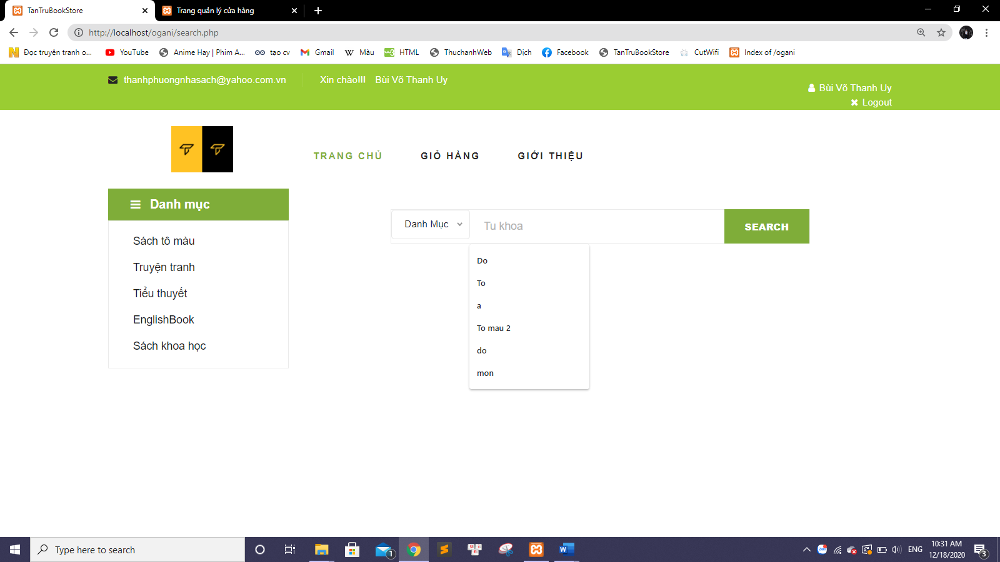 TanTruBookStore
Trang quản lý cửa hàng
http://localhost/ogani/search.php
Đọc truyện tranh o...
YouTube
Anime Hay | Phim A...
tạo cv
Gmail
Màu
HTML
ThuchanhWeb
Dịch
Facebook
TanTruBookStore
CutWifi
Index of /ogani
thanhphuongnhasach@yahoo.com.vn
Xin chào!!! Bùi Võ Thanh Uy
Bùi Võ Thanh Uy
Logout
TRANG CHỦ
GIỎ HÀNG
GIỚI THIỆU
Danh mục
Sách tô màu
Truyện tranh
Tiểu thuyết
EnglishBook
Sách khoa học
Danh Mục
Tu khoa
SEARCH
Do
To
a
To mau 2
do
mon
Type here to search
1
ENG
10:31 AM
12/18/2020
3